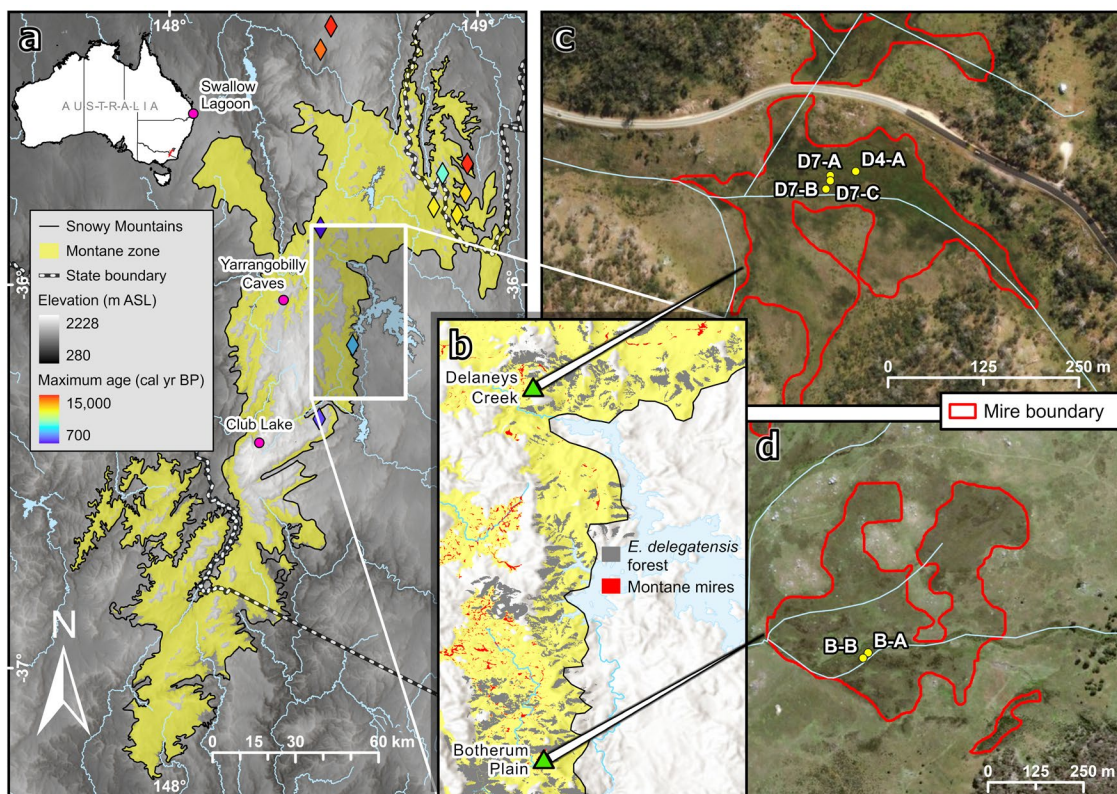 a
148°
149°
AUSTRALIA
Swallow
Lagoon
Snowy Mountains
Montane zone
State boundary
Elevation (m ASL)
2228
280
Maximum age (cal yr BP)
15,000
700
Yarrangobilly
Caves
-36°
36°
Club Lake
N
-37°
37°
0 15 30 60 km
148°
b
Delaneys
Creek
E. delegatensis
forest
Montane mires
Botherum
Plain
c
D7-A
D4-A
D7-B
D7-C
0 125 250 m
Mire boundary
d
B-B
B-A
0 125 250 m